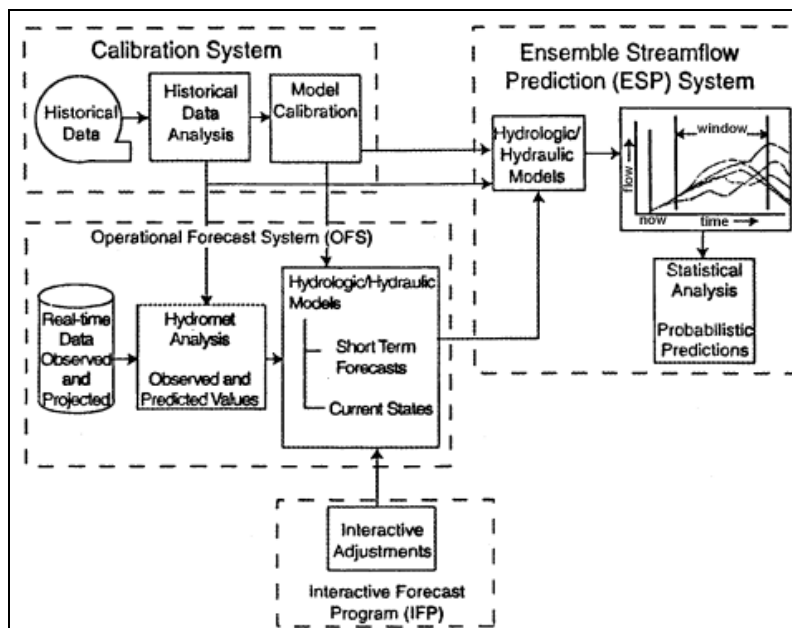 Calibration System
Historical
Data
Historical
Data
Analysis
Model
Calibration
Ensemble Streamflow
Prediction (ESP) System
Hydrologic/
Hydraulic
Models
window
flow
now
time
Statistical
Analysis
Probabilistic
Predictions
Operational Forecast System (OFS)
Real-time
Data
Observed
and
Projected
Hydromet
Analysis
Observed and
Predicted Values
Hydrologic/Hydraulic
Models
Short Term
Forecasts
Current States
Interactive
Adjustments
Interactive Forecast
Program (IFP)